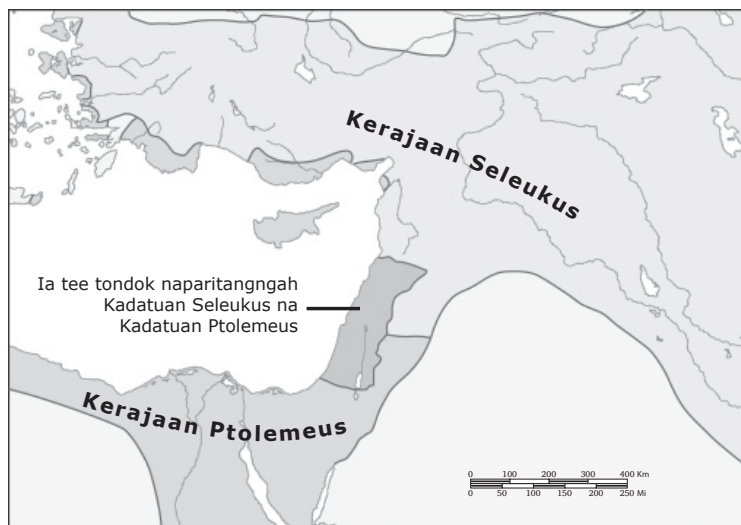 Kerajaan Seleukus
Ia tee tondok naparitangngah
Kadatuan Seleukus na
Kadatuan Ptolemeus
Kerajaan Ptolemeus
0 100 200 300 400 Km
0 50 100 150 200 250 Mi